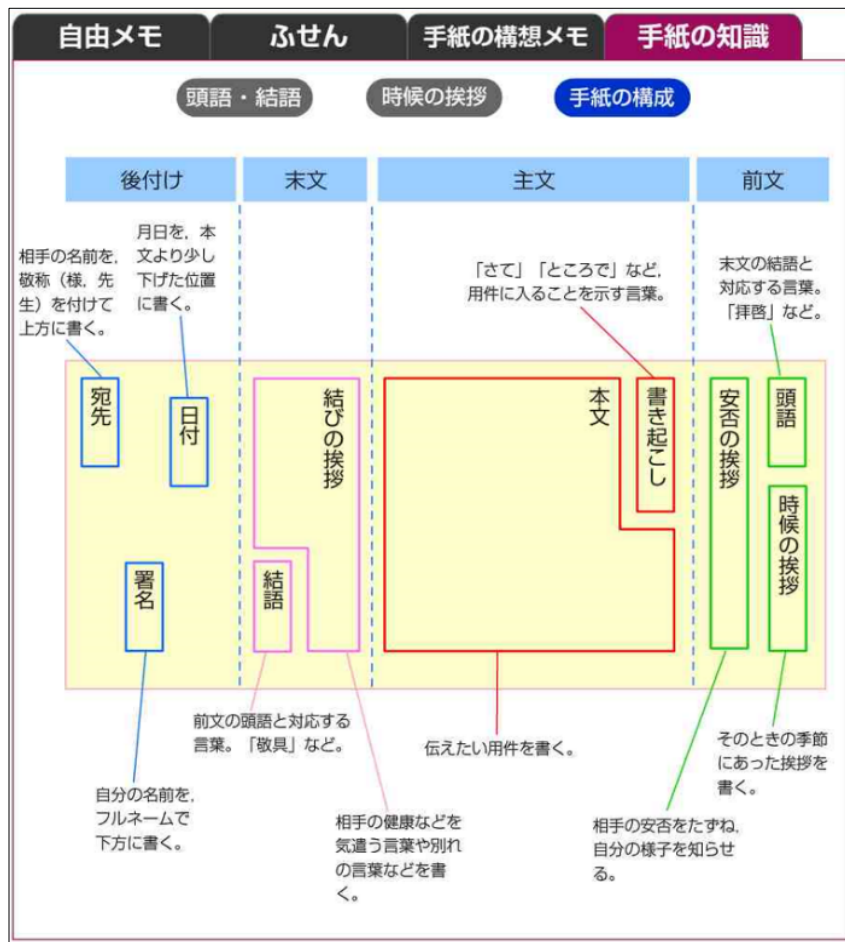 自由メモ
ふせん
手紙の構想メモ
手紙の知識
頭語・結語
時候の挨拶
手紙の構成
後付け
末文
主文
前文
相手の名前を,
敬称（様，先
生）を付けて
上方に書く。
月日を，本
文より少し
下げた位置
に書く。
「さて」「ところで」など,
用件に入ることを示す言葉。
末文の結語と
対応する言葉。
「拝啓」など。
宛先
日付
署名
結びの挨拶
結語
本文
書き起こし
安否の挨拶
頭語
時候の挨拶
自分の名前を,
フルネームで
下方に書く。
前文の頭語と対応する
言葉。「敬具」など。
相手の健康などを
気遣う言葉や別れ
の言葉などを書
く。
伝えたい用件を書く。
相手の安否をたずね,
自分の様子を知らせ
る。
そのときの季節
にあった挨拶を
書く。